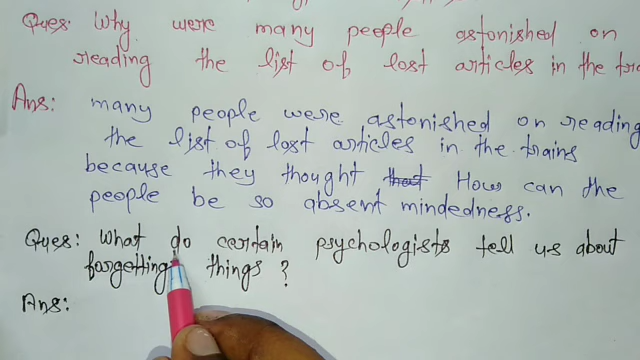 Ques. Why were many people astonished on
reading the list of lost articles in the tra
Ans: many people were astonished on reading
the list of lost articles in the trains
because they thought that How can the
people be so absent mindedness.
Ques: What do certain psychologists tell us about
forgetting things ?
Ans: